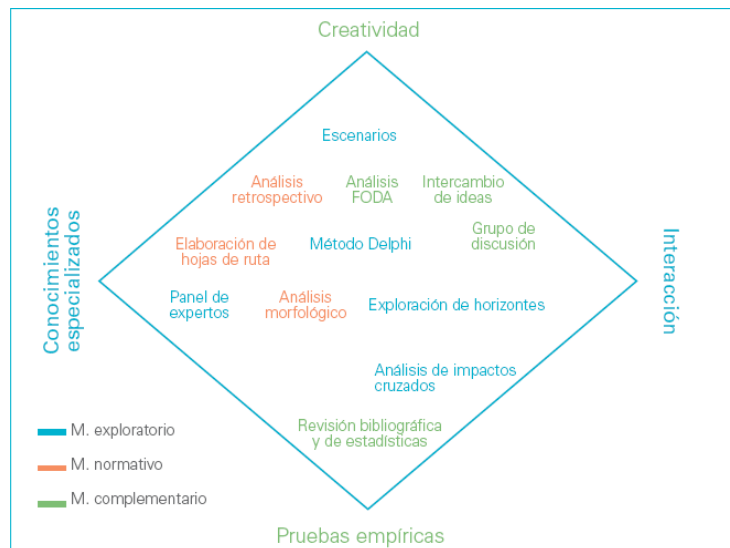 Creatividad
Escenarios
Análisis
retrospectivo
Análisis
FODA
Intercambio
de ideas
Grupo de
discusión
Elaboración de
hojas de ruta
Método Delphi
Conocimientos
especializados
Interacción
Panel de
expertos
Análisis
morfológico
Exploración de horizontes
Análisis de impactos
cruzados
Revisión bibliográfica
y de estadísticas
M. exploratorio
M. normativo
M. complementario
Pruebas empíricas